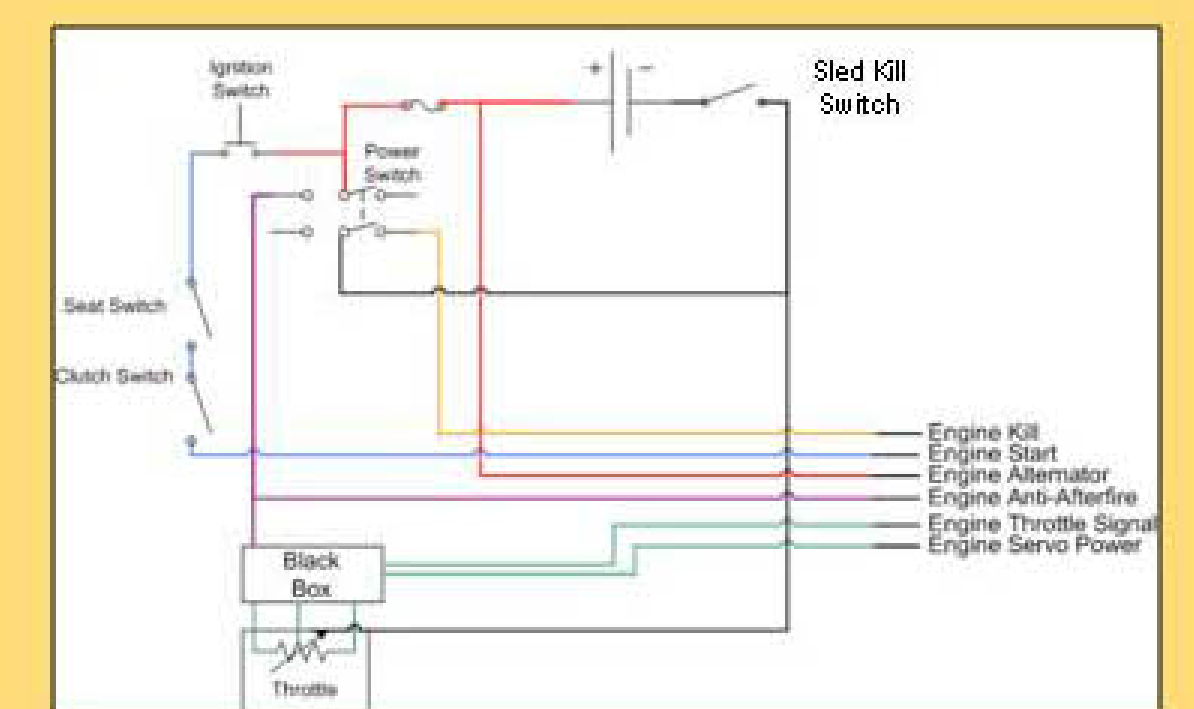 Ignition
Switch
+ −
Sled Kill
Switch
Power
Switch
Seat Switch
Clutch Switch
Engine Kill
Engine Start
Engine Alternator
Engine Anti-Afterfire
Engine Throttle Signal
Engine Servo Power
Black
Box
Throttle